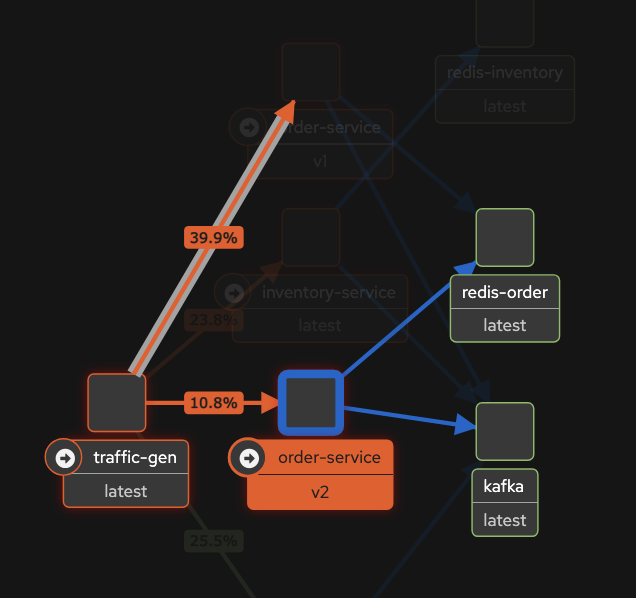 redis-inventory
latest
order-service
v1
39.9%
redis-order
latest
inventory-service
latest
23.8%
10.8%
traffic-gen
latest
order-service
v2
kafka
latest
25.5%